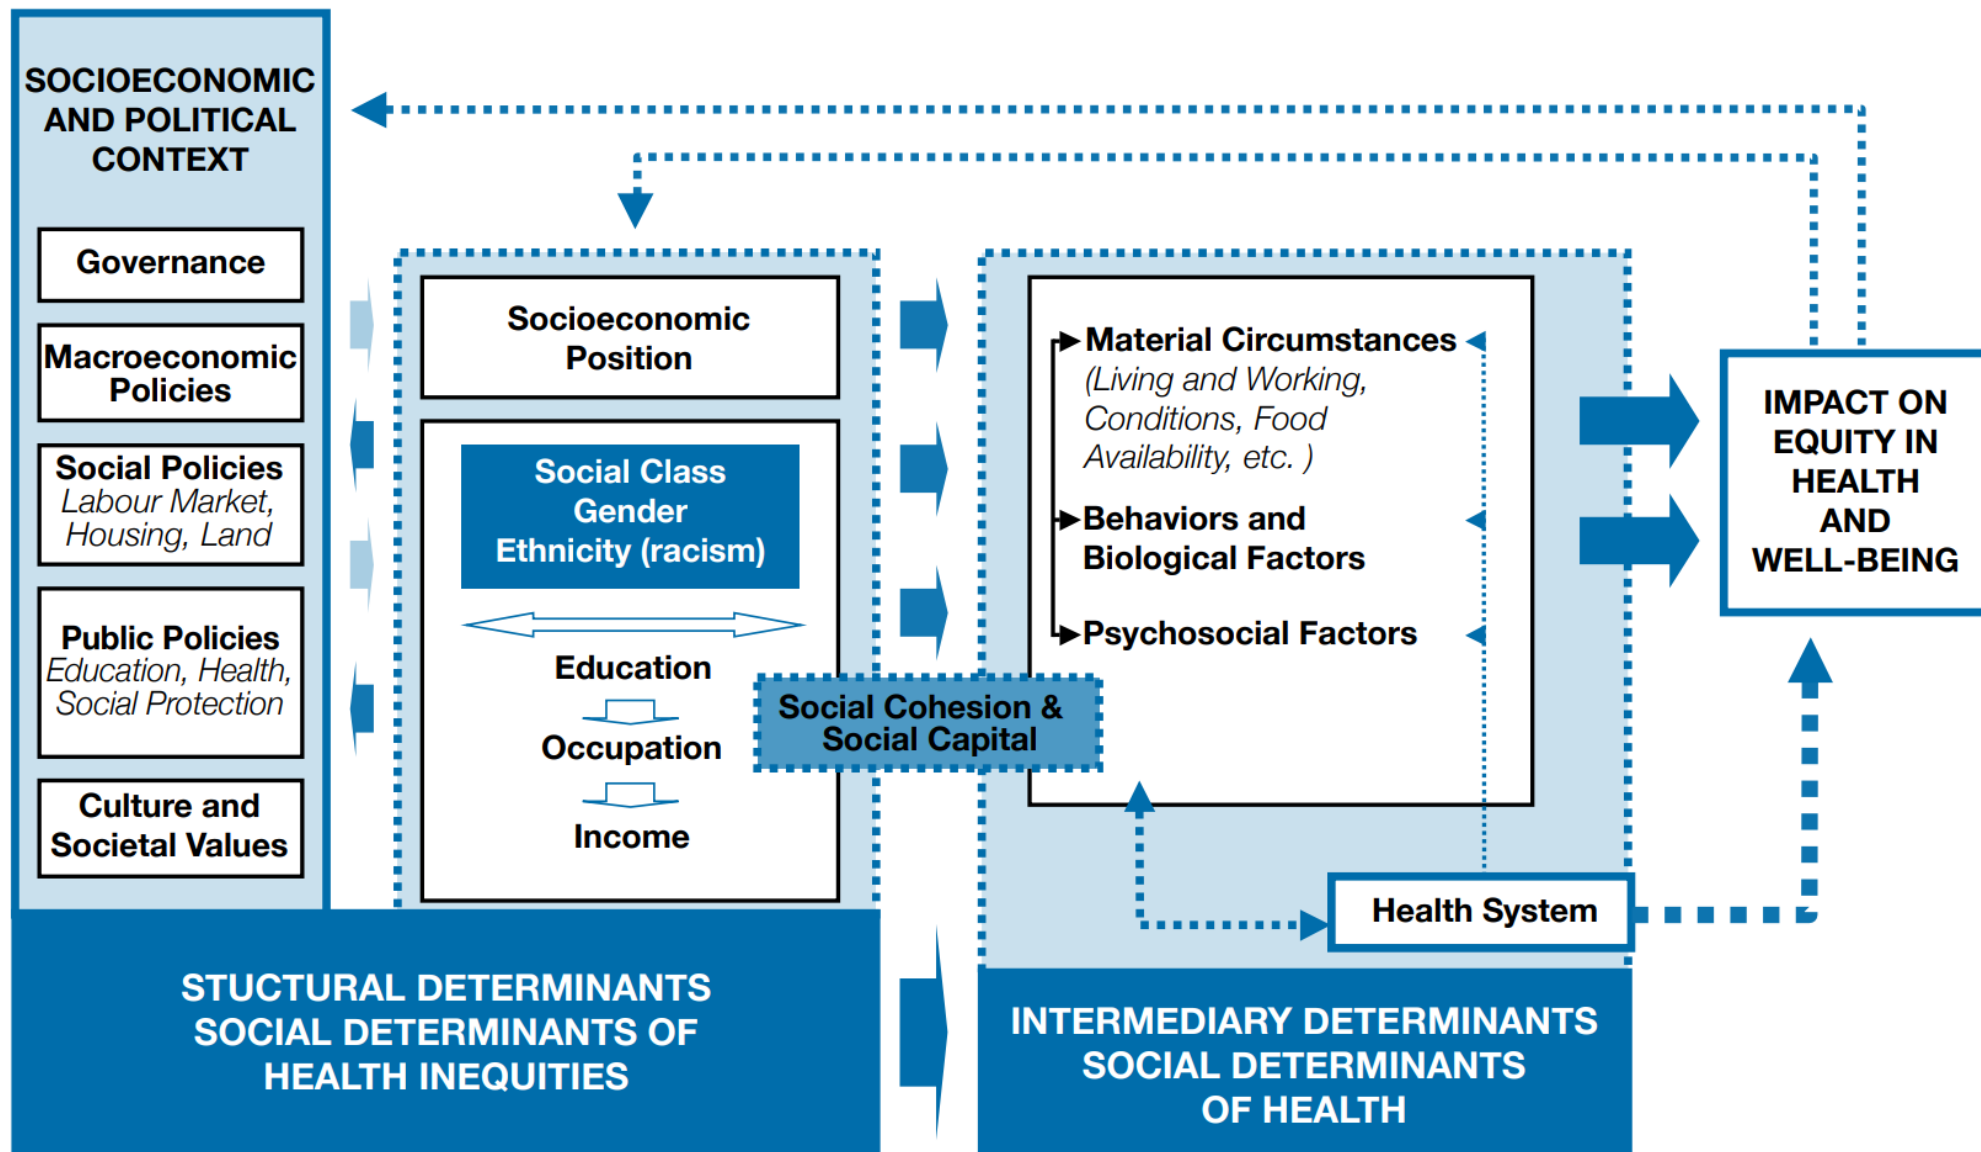 SOCIOECONOMIC
AND POLITICAL
CONTEXT
Governance
Macroeconomic
Policies
Social Policies
Labour Market,
Housing, Land
Public Policies
Education, Health,
Social Protection
Culture and
Societal Values
Socioeconomic
Position
Social Class
Gender
Ethnicity (racism)
Education
Occupation
Income
Social Cohesion &
Social Capital
Material Circumstances
(Living and Working,
Conditions, Food
Availability, etc. )
Behaviors and
Biological Factors
Psychosocial Factors
Health System
IMPACT ON
EQUITY IN
HEALTH
AND
WELL-BEING
STUCTURAL DETERMINANTS
SOCIAL DETERMINANTS OF
HEALTH INEQUITIES
INTERMEDIARY DETERMINANTS
SOCIAL DETERMINANTS
OF HEALTH